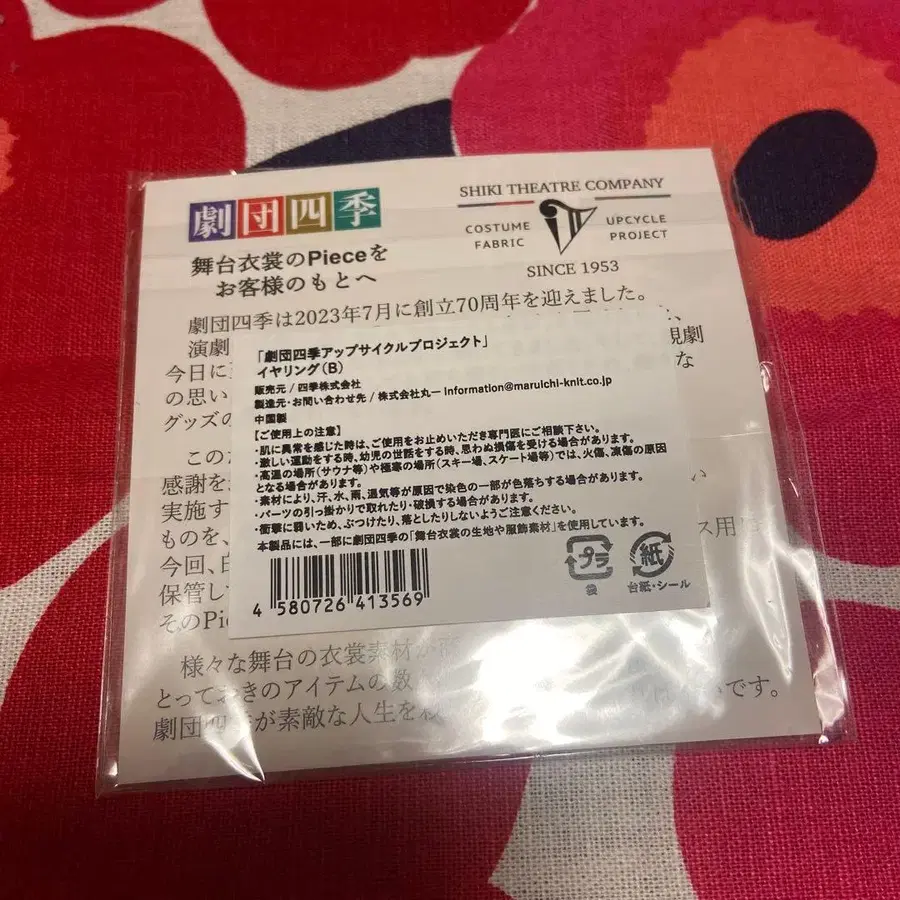 劇団四季
SHIKI THEATRE COMPANY
COSTUME FABRIC
UPCYCLE PROJECT
SINCE 1953
舞台衣裳のPieceを
お客様のもとへ
劇団四季は2023年7月に創立70周年を迎えました。
演劇
今日に
の思い
グッズの
「劇団四季アップサイクルプロジェクト」
イヤリング(B)
販売元 / 四季株式会社
製造元・お問い合わせ先 / 株式会社丸一 information@maruichi-knit.co.jp
中国製
【ご使用上の注意】
・肌に異常を感じた時は、ご使用をお止めいただき専門医にご相談下さい。
・激しい運動をする時、幼児の世話をする時、思わぬ損傷を受ける場合があります。
・高温の場所(サウナ等)や極寒の場所(スキー場、スケート場等)では、火傷、凍傷の原因
となる場合があります。
・素材により、汗、水、雨、湿気等が原因で染色の一部が色落ちする場合があります。
・パーツの引っ掛かりで取れたり・破損する場合があります。
・衝撃に弱いため、ぶつけたり、落としたりしないようご注意ください。
本製品には、一部に劇団四季の「舞台衣裳の生地や服飾素材」を使用しています。
4 580726 413569
プラ
袋
紙
台紙・シール
このた
感謝を
実施す
ものを、
ス用
今回、
保管し
そのPie
様々な舞台の衣裳素材が
とっておきのアイテムの数
です。
劇団四季が素敵な人生を